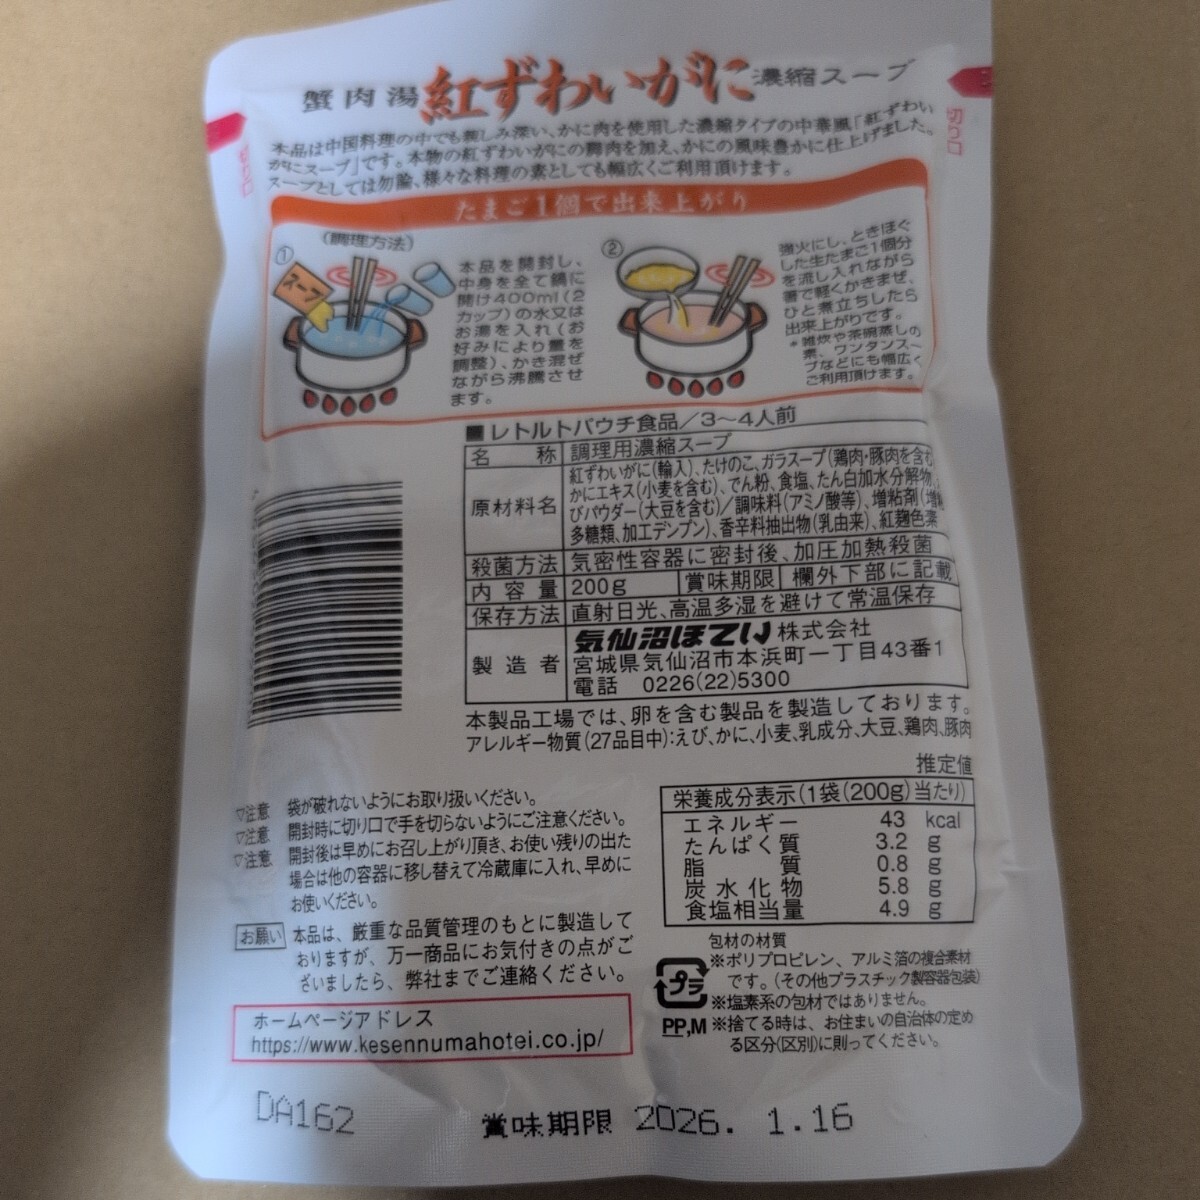 蟹肉湯 紅ずわいがに 濃縮スープ
切り口
本品は中国料理の中でも親しみ深い、かに肉を使用した濃縮タイプの中華風「紅ずわい
がにスープ」です。本物の紅ずわいがにの脚肉を加え、かにの風味豊かに仕上げました。
スープとしては勿論、様々な料理の素としても幅広くご利用頂けます。
たまご1個で出来上がり
(調理方法)
①
スープ
本品を開封し、
中身を全て鍋に
開け400ml(2
カップ)の水又は
お湯を入れ(お
好みにより量を
調整)、かき混ぜ
ながら沸騰させ
ます。
②
強火にし、ときほぐ
した生たまご1個分
を流し入れながら
箸で軽くかきまぜ、
ひと煮立ちしたら
出来上がりです。
*雑炊や茶碗蒸しの
素、ワンタンスー
プなどにも幅広く
ご利用頂けます。
■レトルトパウチ食品/3〜4人前
名称 調理用濃縮スープ
原材料名 紅ずわいがに(輸入)、たけのこ、ガラスープ(鶏肉・豚肉を含む
かにエキス(小麦を含む)、でん粉、食塩、たん白加水分解物、
びパウダー(大豆を含む)/調味料(アミノ酸等)、増粘剤(増粘
多糖類、加工デンプン)、香辛料抽出物(乳由来)、紅麹色素
殺菌方法 気密性容器に密封後、加圧加熱殺菌
内容量 200g 賞味期限 欄外下部に記載
保存方法 直射日光、高温多湿を避けて常温保存
製造者 気仙沼ほてい株式会社
宮城県気仙沼市本浜町一丁目43番1
電話 0226(22)5300
本製品工場では、卵を含む製品を製造しております。
アレルギー物質(27品目中):えび、かに、小麦、乳成分、大豆、鶏肉、豚肉
推定値
栄養成分表示(1袋(200g)当たり)
エネルギー 43 kcal
たんぱく質 3.2 g
脂質 0.8 g
炭水化物 5.8 g
食塩相当量 4.9 g
▽注意 袋が破れないようにお取り扱いください。
▽注意 開封時に切り口で手を切らないようにご注意ください。
▽注意 開封後は早めにお召し上がり頂き、お使い残りの出た
場合は他の容器に移し替えて冷蔵庫に入れ、早めに
お使いください。
お願い 本品は、厳重な品質管理のもとに製造して
おりますが、万一商品にお気付きの点がご
ざいましたら、弊社までご連絡ください。
ホームページアドレス
https://www.kesennumahotei.co.jp/
包材の材質
※ポリプロピレン、アルミ箔の複合素材
です。(その他プラスチック製容器包装)
※塩素系の包材ではありません。
※捨てる時は、お住まいの自治体の定め
る区分(区別)に則ってください。
プラ
PP,M
DA162
賞味期限 2026. 1.16